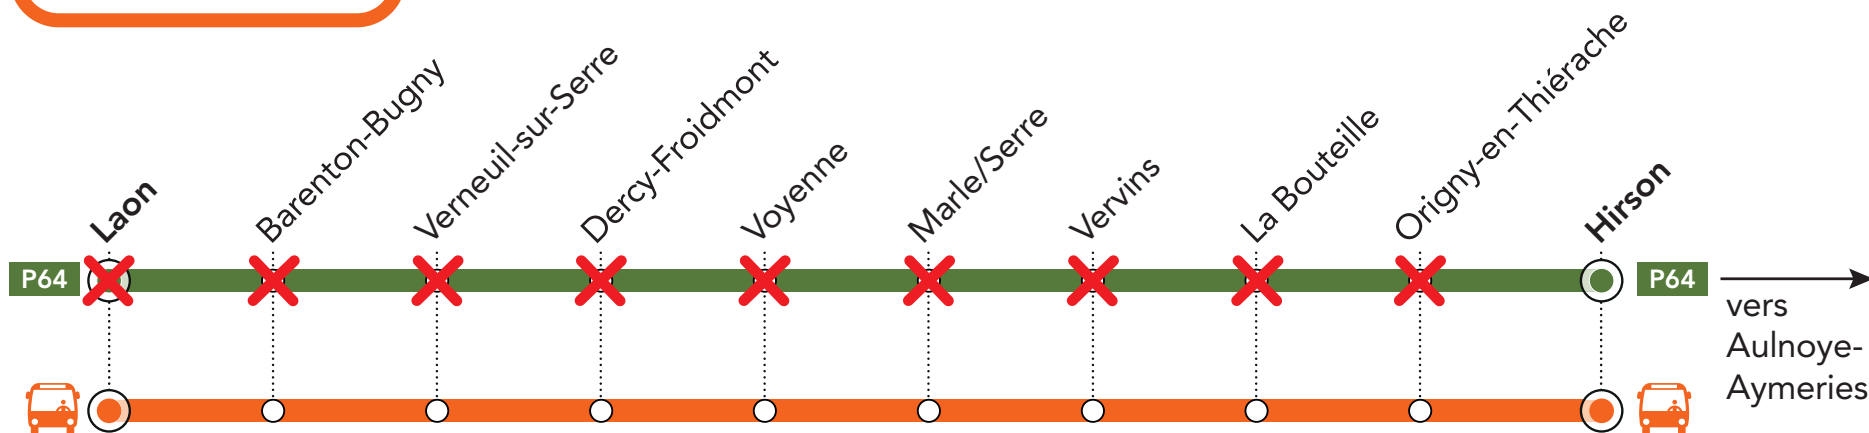 Laon
Barenton-Bugny
Verneuil-sur-Serre
Dercy-Froidmont
Voyenne
Marle/Serre
Vervins
La Bouteille
Origny-en-Thiérache
Hirson
P64
P64
vers
Aulnoye-
Aymeries